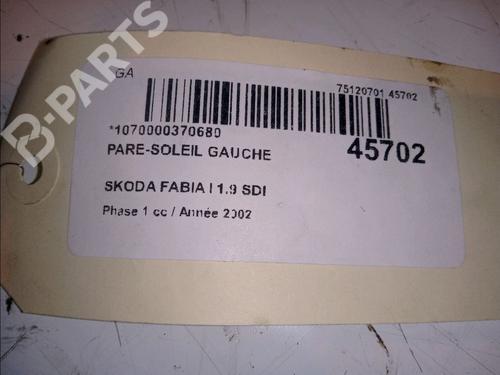 GA
75120701 45702
*1070000370680
45702
PARE-SOLEIL GAUCHE
SKODA FABIA I 1.9 SDI
Phase 1 cc / Année 2002
B-PARTS